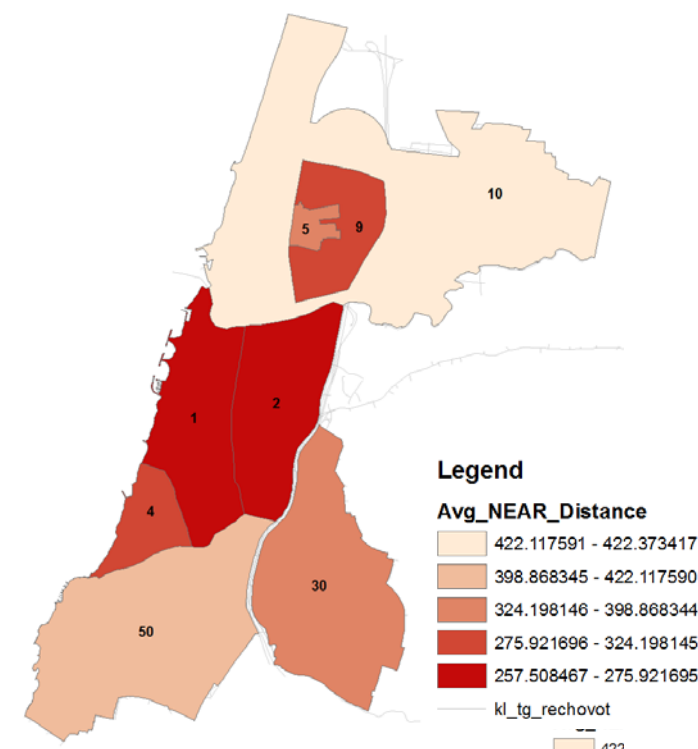 10
5
9
1
2
4
30
50
Legend
Avg_NEAR_Distance
422.117591 - 422.373417
398.868345 - 422.117590
324.198146 - 398.868344
275.921696 - 324.198145
257.508467 - 275.921695
kl_tg_rechovot